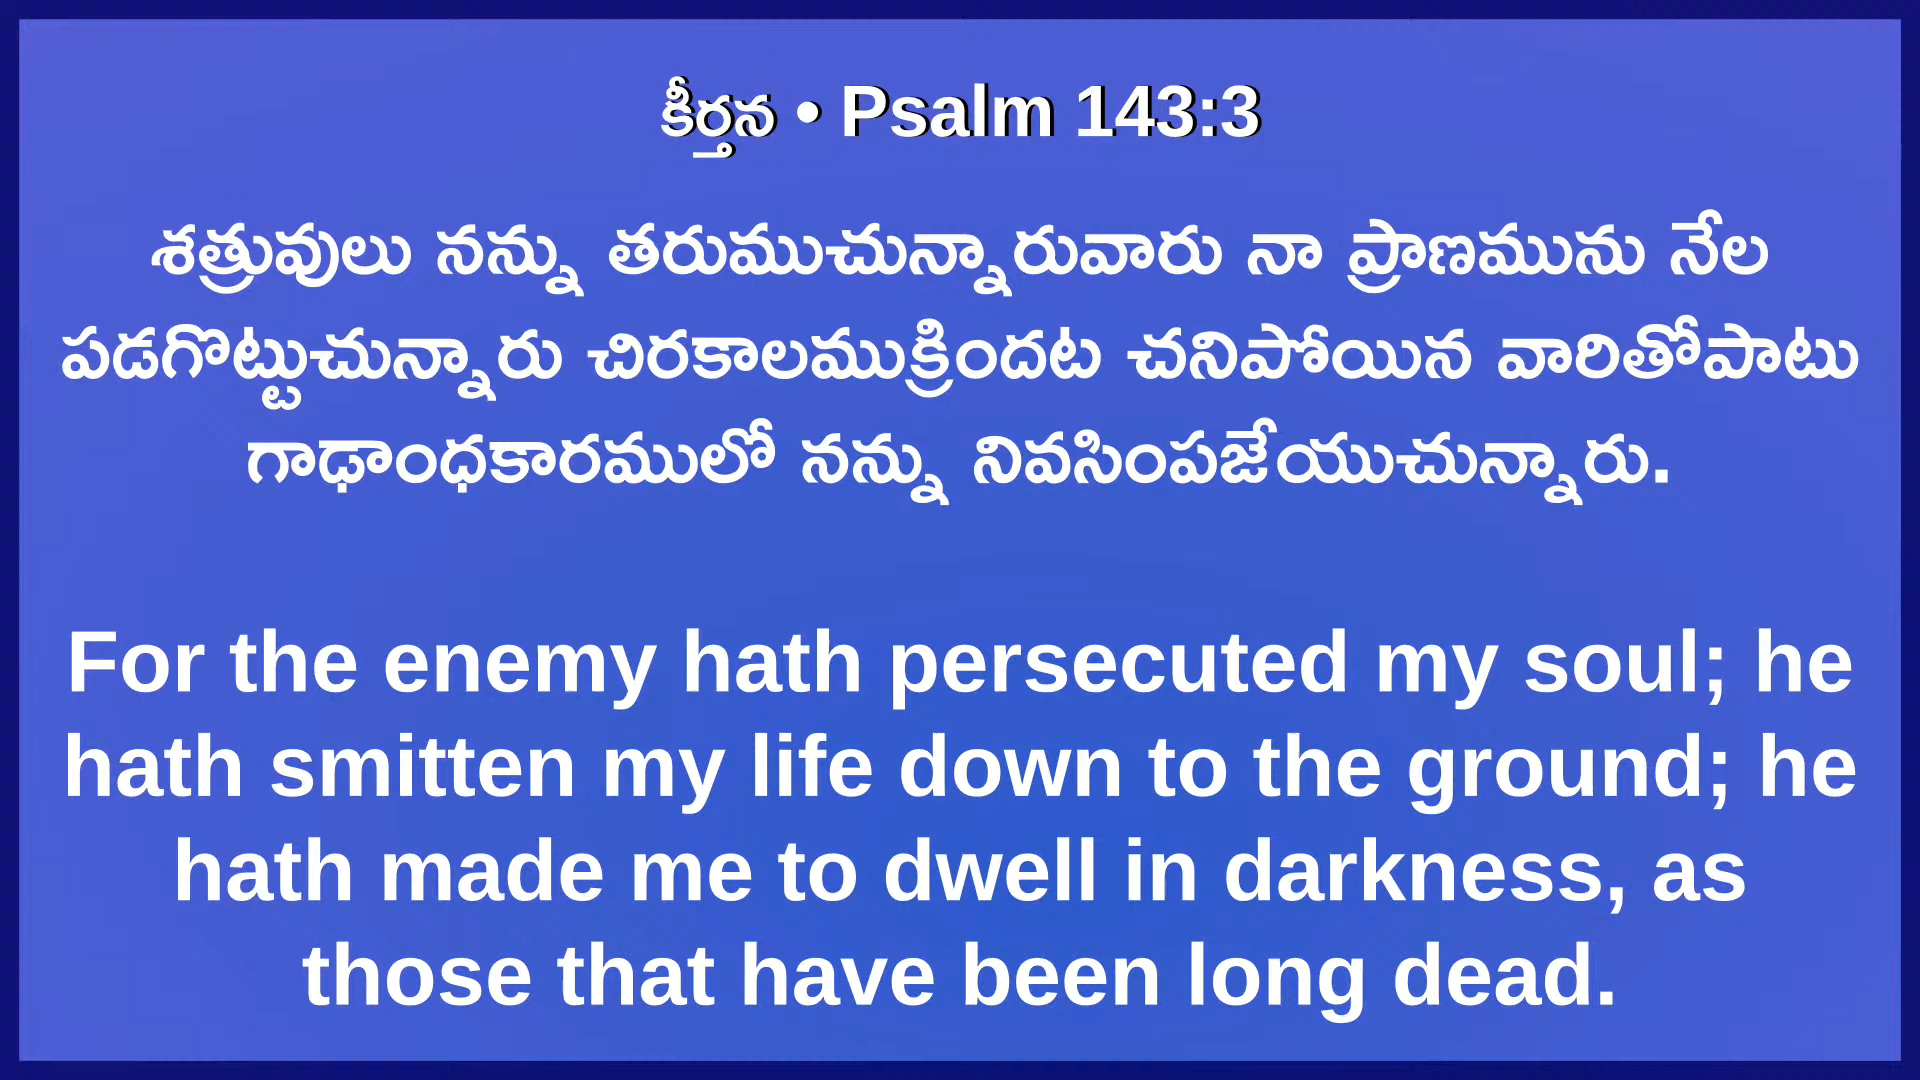 కీర్తన • Psalm 143:3
శత్రువులు నన్ను తరుముచున్నారువారు నా ప్రాణమును నేల
పడగొట్టుచున్నారు చిరకాలముక్రిందట చనిపోయిన వారితోపాటు
గాఢాంధకారములో నన్ను నివసింపజేయుచున్నారు.
For the enemy hath persecuted my soul; he
hath smitten my life down to the ground; he
hath made me to dwell in darkness, as
those that have been long dead.